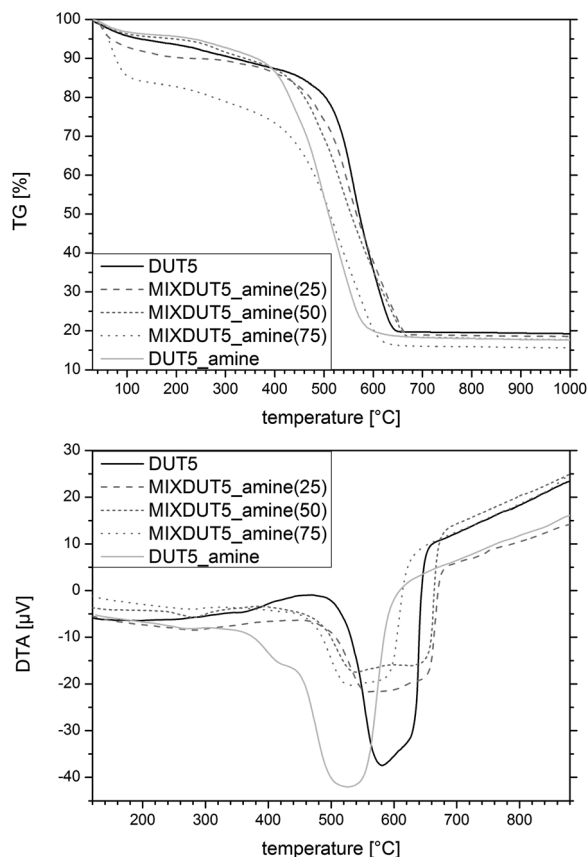 100
90
80
70
60
50
40
30
20
10
TG [%]
DUT5
MIXDUT5_amine(25)
MIXDUT5_amine(50)
MIXDUT5_amine(75)
DUT5_amine
100 200 300 400 500 600 700 800 900 1000
temperature [°C]
30
20
10
0
-10
-20
-30
-40
DTA [µV]
DUT5
MIXDUT5_amine(25)
MIXDUT5_amine(50)
MIXDUT5_amine(75)
DUT5_amine
200 300 400 500 600 700 800
temperature [°C]